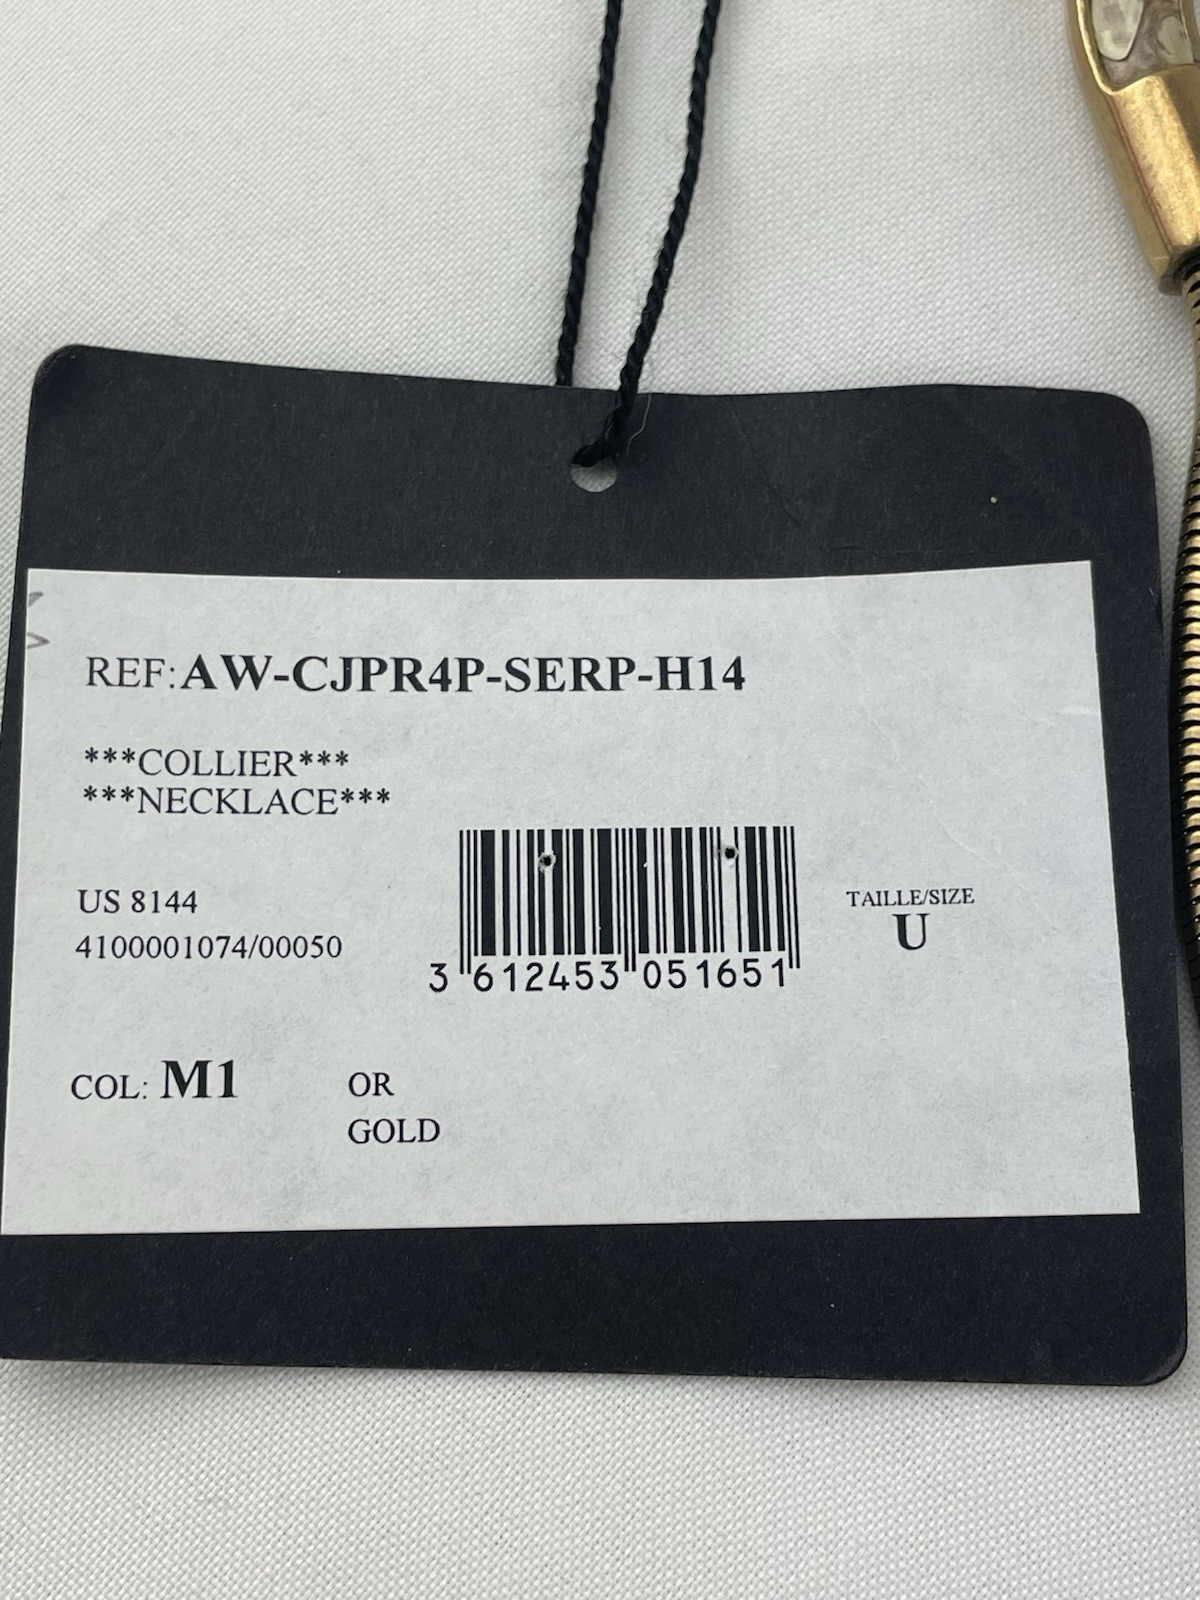 REF:AW-CJPR4P-SERP-H14
***COLLIER***
***NECKLACE***
US 8144
4100001074/00050
3 612453 051651
TAILLE/SIZE
U
COL: M1
OR
GOLD